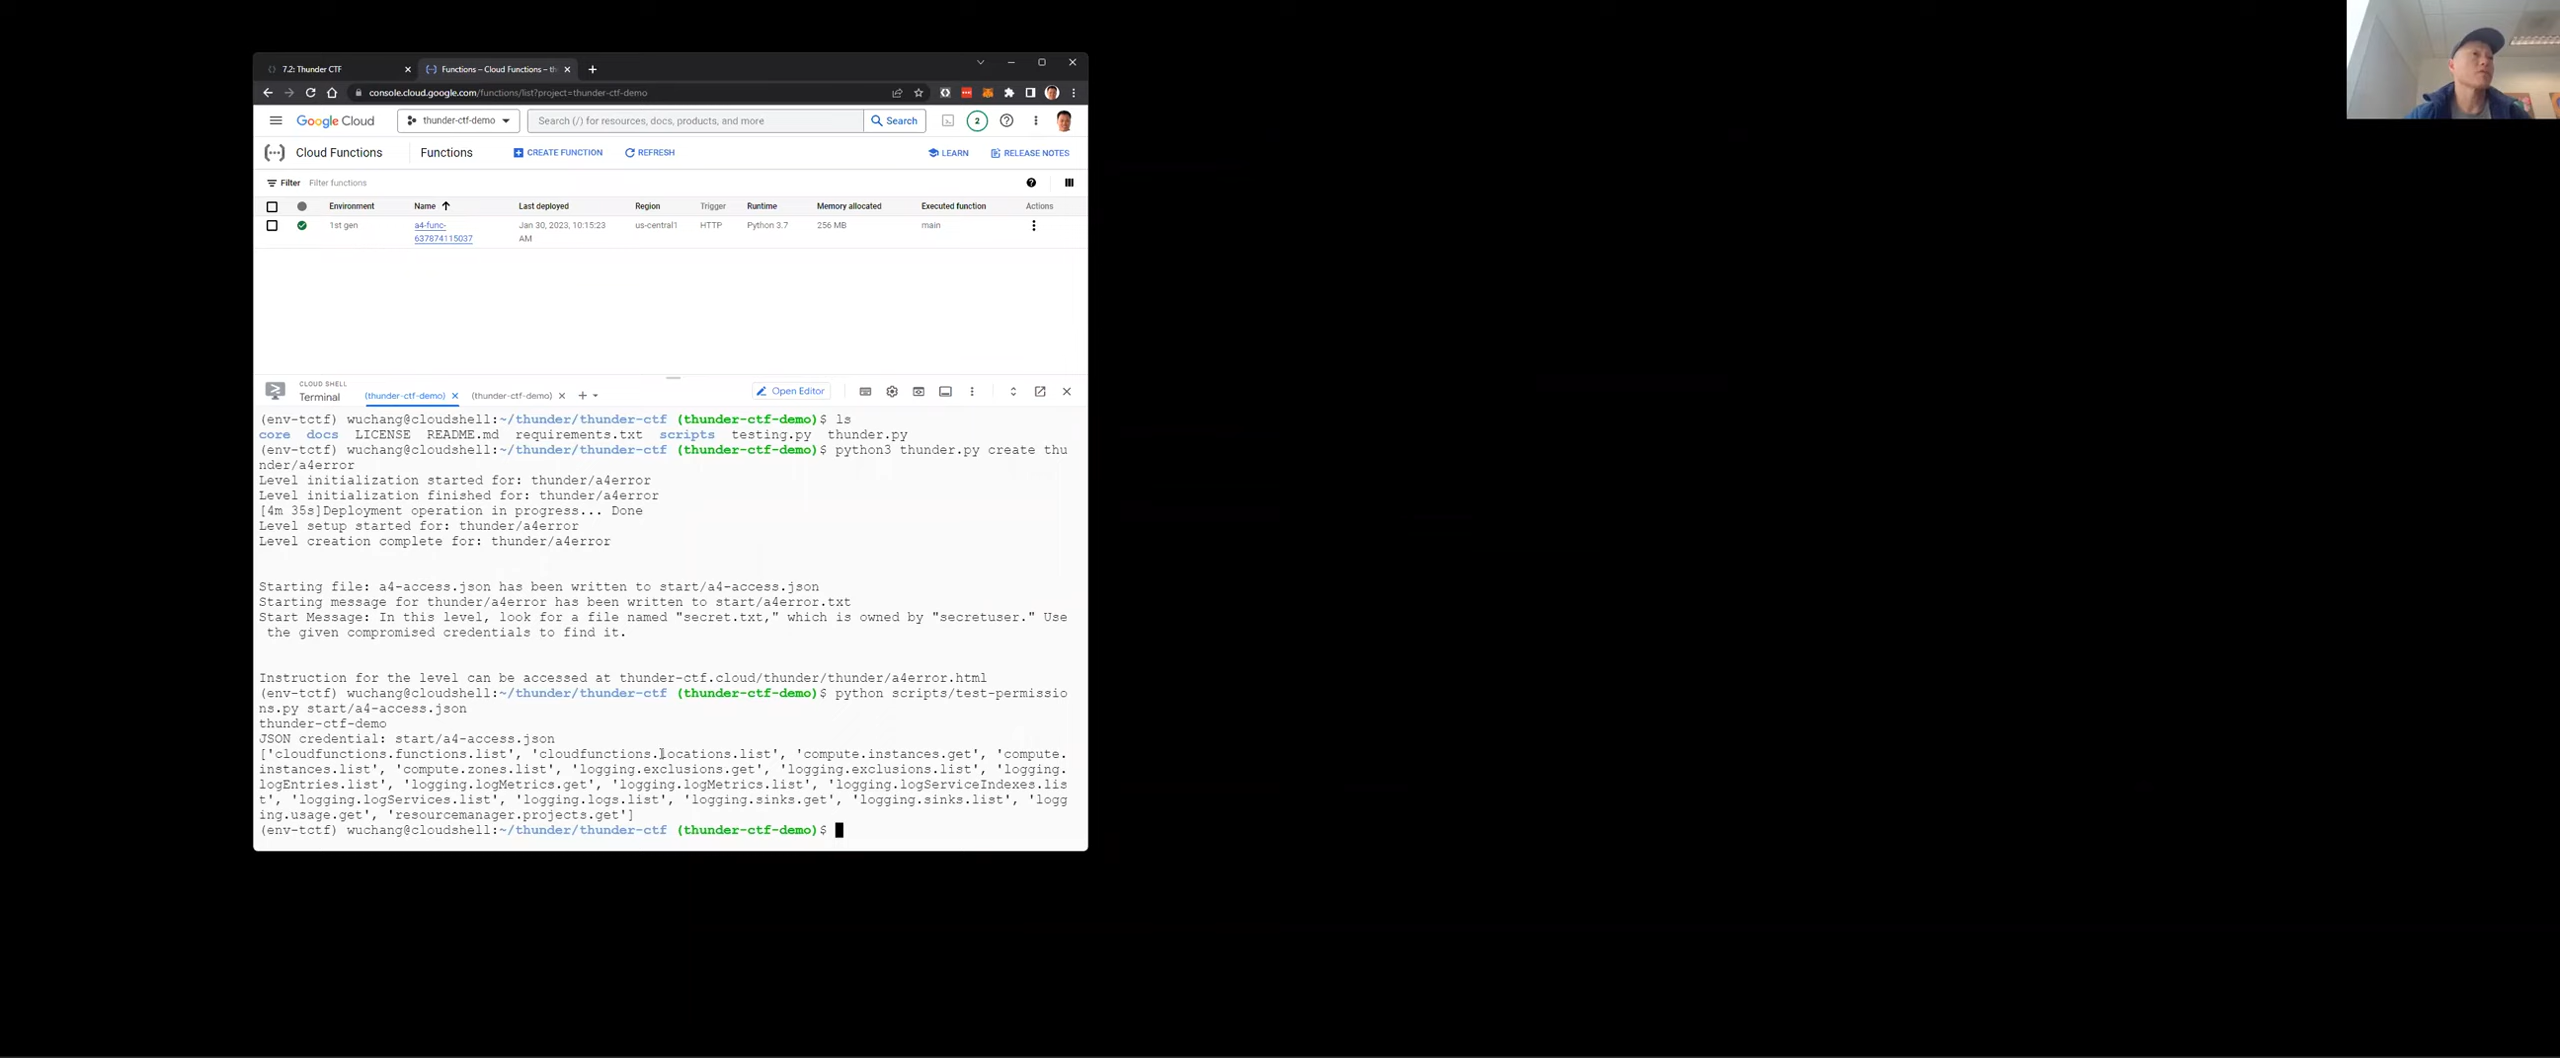 7.2: Thunder CTF
Functions – Cloud Functions – th
console.cloud.google.com/functions/list?project=thunder-ctf-demo
Google Cloud
thunder-ctf-demo
Search (/) for resources, docs, products, and more
Search
2
Cloud Functions
Functions
CREATE FUNCTION
REFRESH
LEARN
RELEASE NOTES
Filter Filter functions
Environment Name Last deployed Region Trigger Runtime Memory allocated Executed function Actions
1st gen a4-func- Jan 30, 2023, 10:15:23 us-central1 HTTP Python 3.7 256 MB main
637874115037 AM
CLOUD SHELL
Terminal (thunder-ctf-demo) (thunder-ctf-demo) Open Editor
(env-tctf) wuchang@cloudshell:~/thunder/thunder-ctf (thunder-ctf-demo)$ ls
core docs LICENSE README.md requirements.txt scripts testing.py thunder.py
(env-tctf) wuchang@cloudshell:~/thunder/thunder-ctf (thunder-ctf-demo)$ python3 thunder.py create thu
nder/a4error
Level initialization started for: thunder/a4error
Level initialization finished for: thunder/a4error
[4m 35s]Deployment operation in progress... Done
Level setup started for: thunder/a4error
Level creation complete for: thunder/a4error
Starting file: a4-access.json has been written to start/a4-access.json
Starting message for thunder/a4error has been written to start/a4error.txt
Start Message: In this level, look for a file named "secret.txt," which is owned by "secretuser." Use
the given compromised credentials to find it.
Instruction for the level can be accessed at thunder-ctf.cloud/thunder/thunder/a4error.html
(env-tctf) wuchang@cloudshell:~/thunder/thunder-ctf (thunder-ctf-demo)$ python scripts/test-permissio
ns.py start/a4-access.json
thunder-ctf-demo
JSON credential: start/a4-access.json
['cloudfunctions.functions.list', 'cloudfunctions.locations.list', 'compute.instances.get', 'compute.
instances.list', 'compute.zones.list', 'logging.exclusions.get', 'logging.exclusions.list', 'logging.
logEntries.list', 'logging.logMetrics.get', 'logging.logMetrics.list', 'logging.logServiceIndexes.lis
t', 'logging.logServices.list', 'logging.logs.list', 'logging.sinks.get', 'logging.sinks.list', 'logg
ing.usage.get', 'resourcemanager.projects.get']
(env-tctf) wuchang@cloudshell:~/thunder/thunder-ctf (thunder-ctf-demo)$